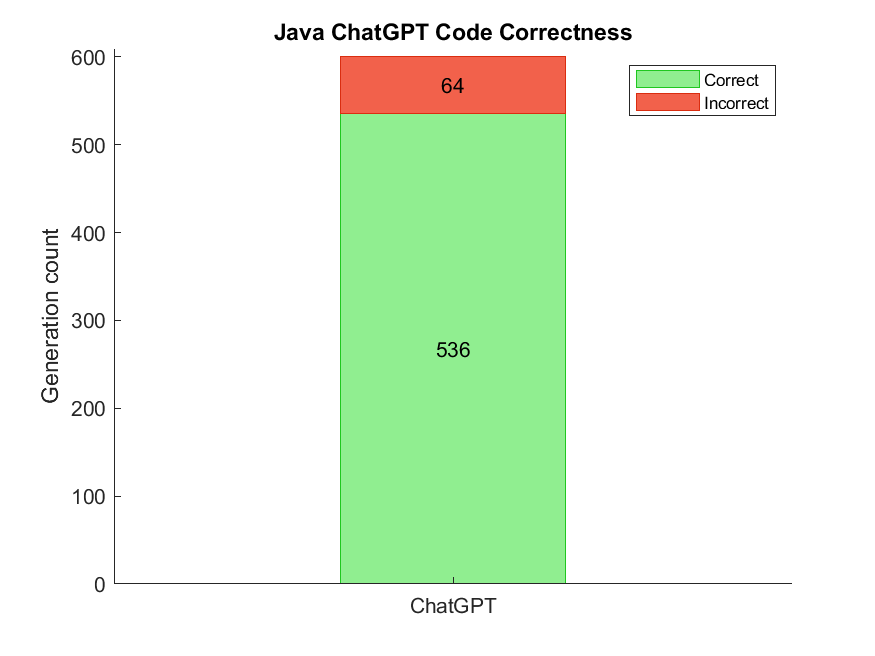 Java ChatGPT Code Correctness
600
500
400
300
200
100
0
Generation count
64
536
Correct
Incorrect
ChatGPT